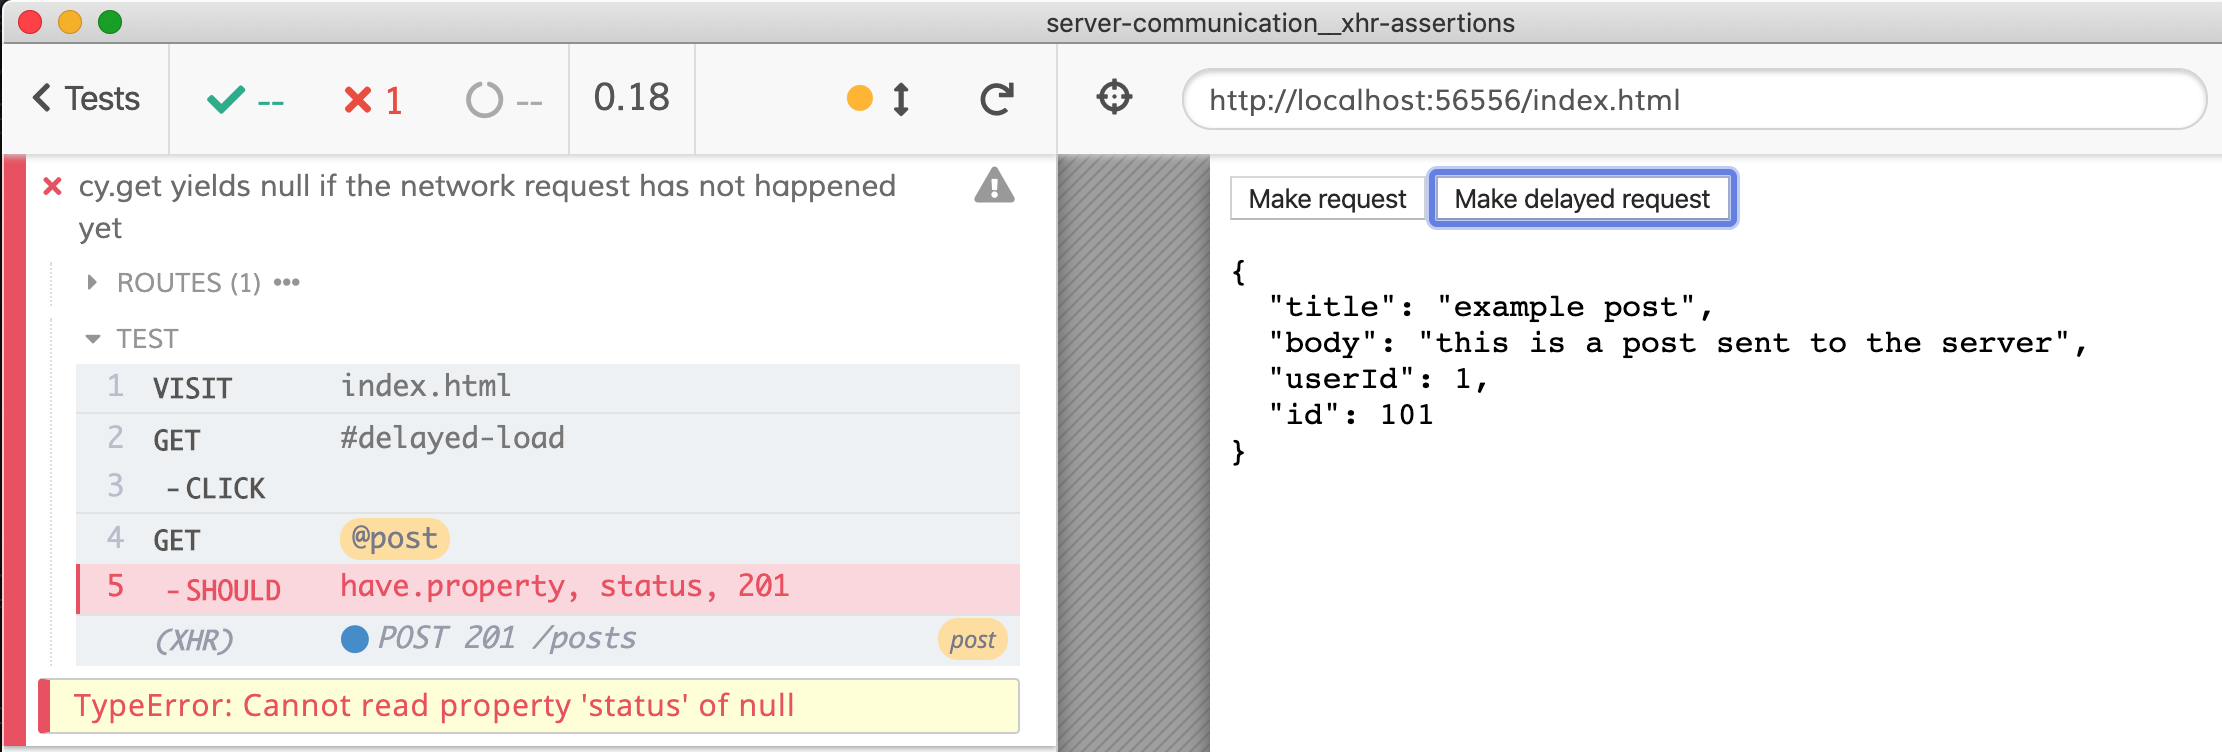 server-communication__xhr-assertions
Tests
--
1
--
0.18
http://localhost:56556/index.html
cy.get yields null if the network request has not happened
yet
ROUTES (1) •••
TEST
1 VISIT index.html
2 GET #delayed-load
3 -CLICK
4 GET @post
5 -SHOULD have.property, status, 201
(XHR) POST 201 /posts post
TypeError: Cannot read property 'status' of null
Make request Make delayed request
{
"title": "example post",
"body": "this is a post sent to the server",
"userId": 1,
"id": 101
}